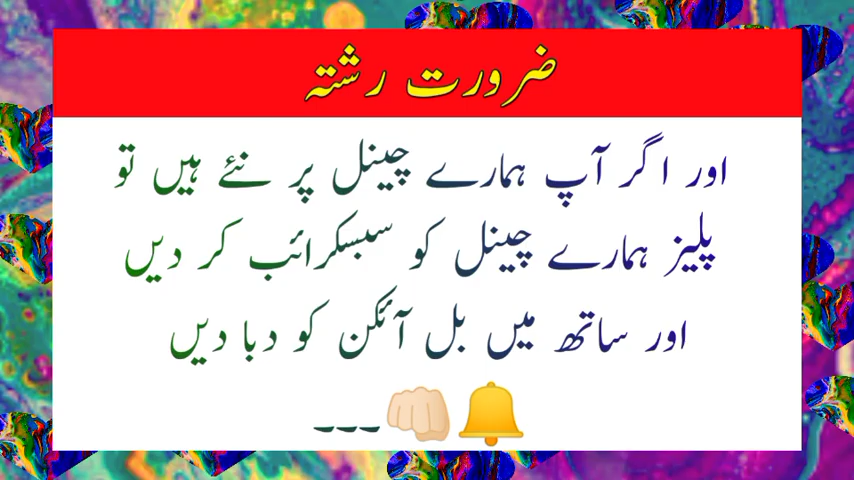 ضرورت رشتہ
اور اگر آپ ہمارے چینل پر نئے ہیں تو
پلیز ہمارے چینل کو سبسکرائب کر دیں
اور ساتھ میں بل آئکن کو دبا دیں
🔔👊🏻---